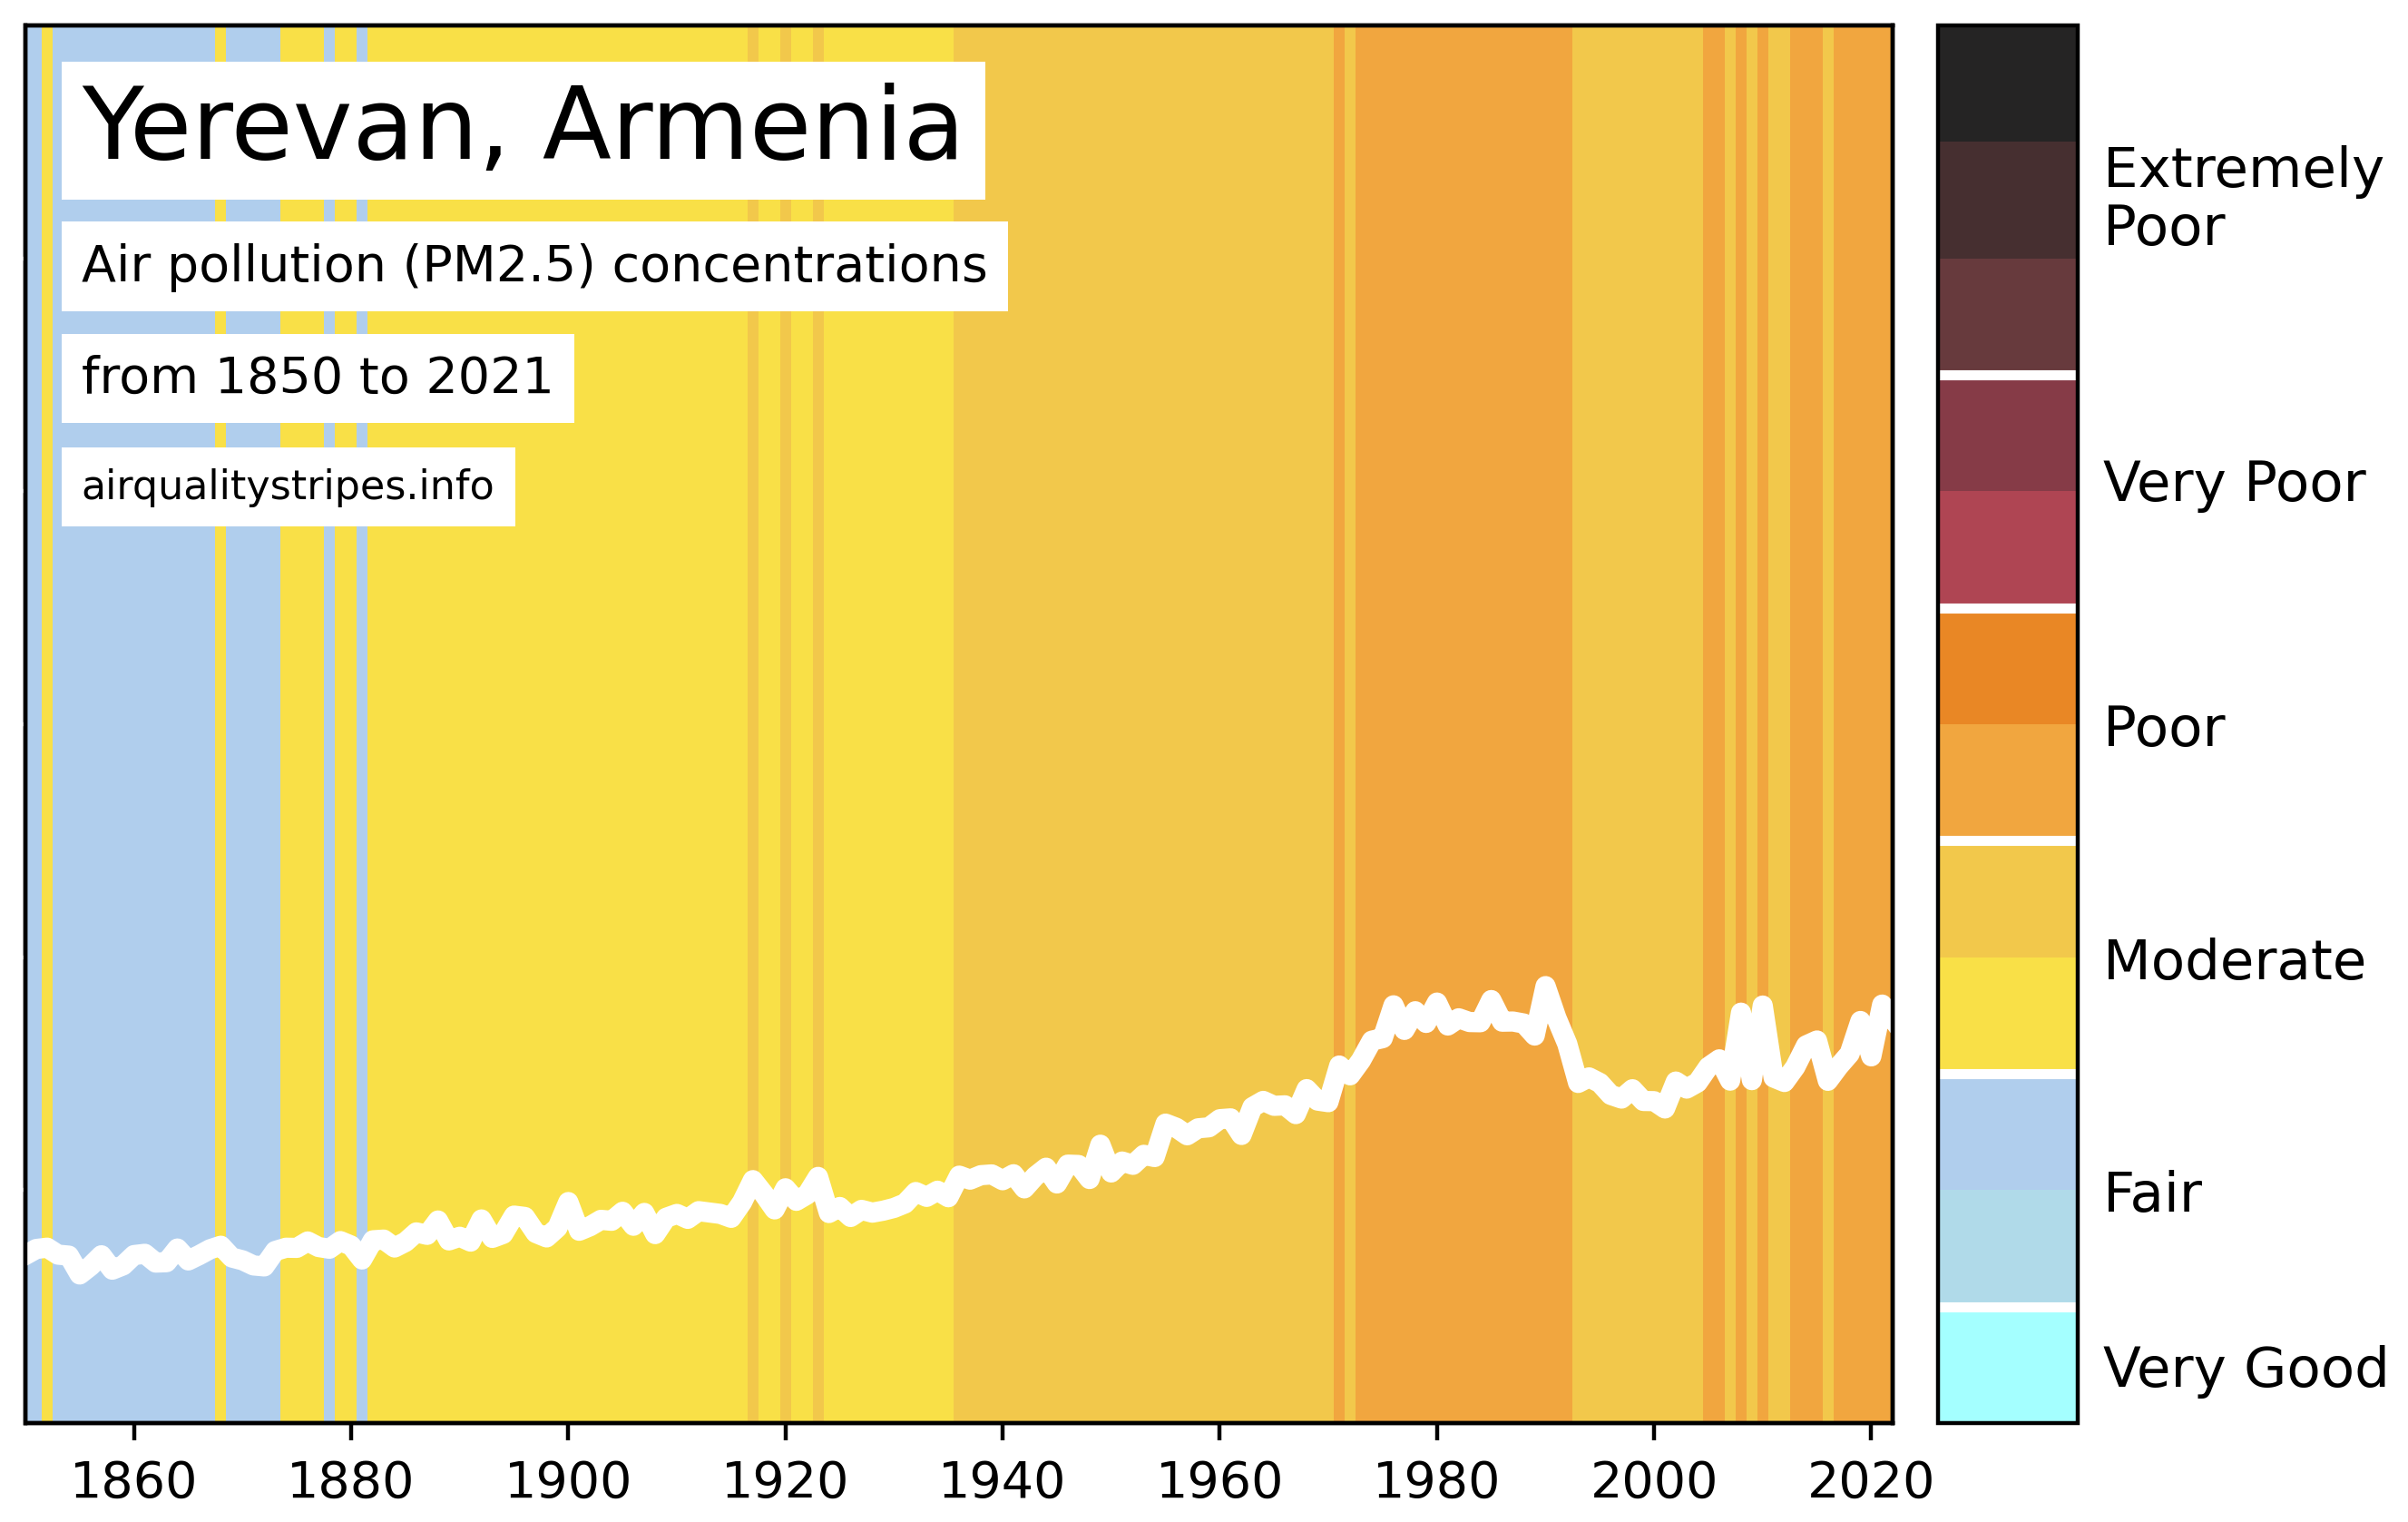 Yerevan, Armenia
Air pollution (PM2.5) concentrations
from 1850 to 2021
airqualitystripes.info
Extremely
Poor
Very Poor
Poor
Moderate
Fair
Very Good
1860 1880 1900 1920 1940 1960 1980 2000 2020